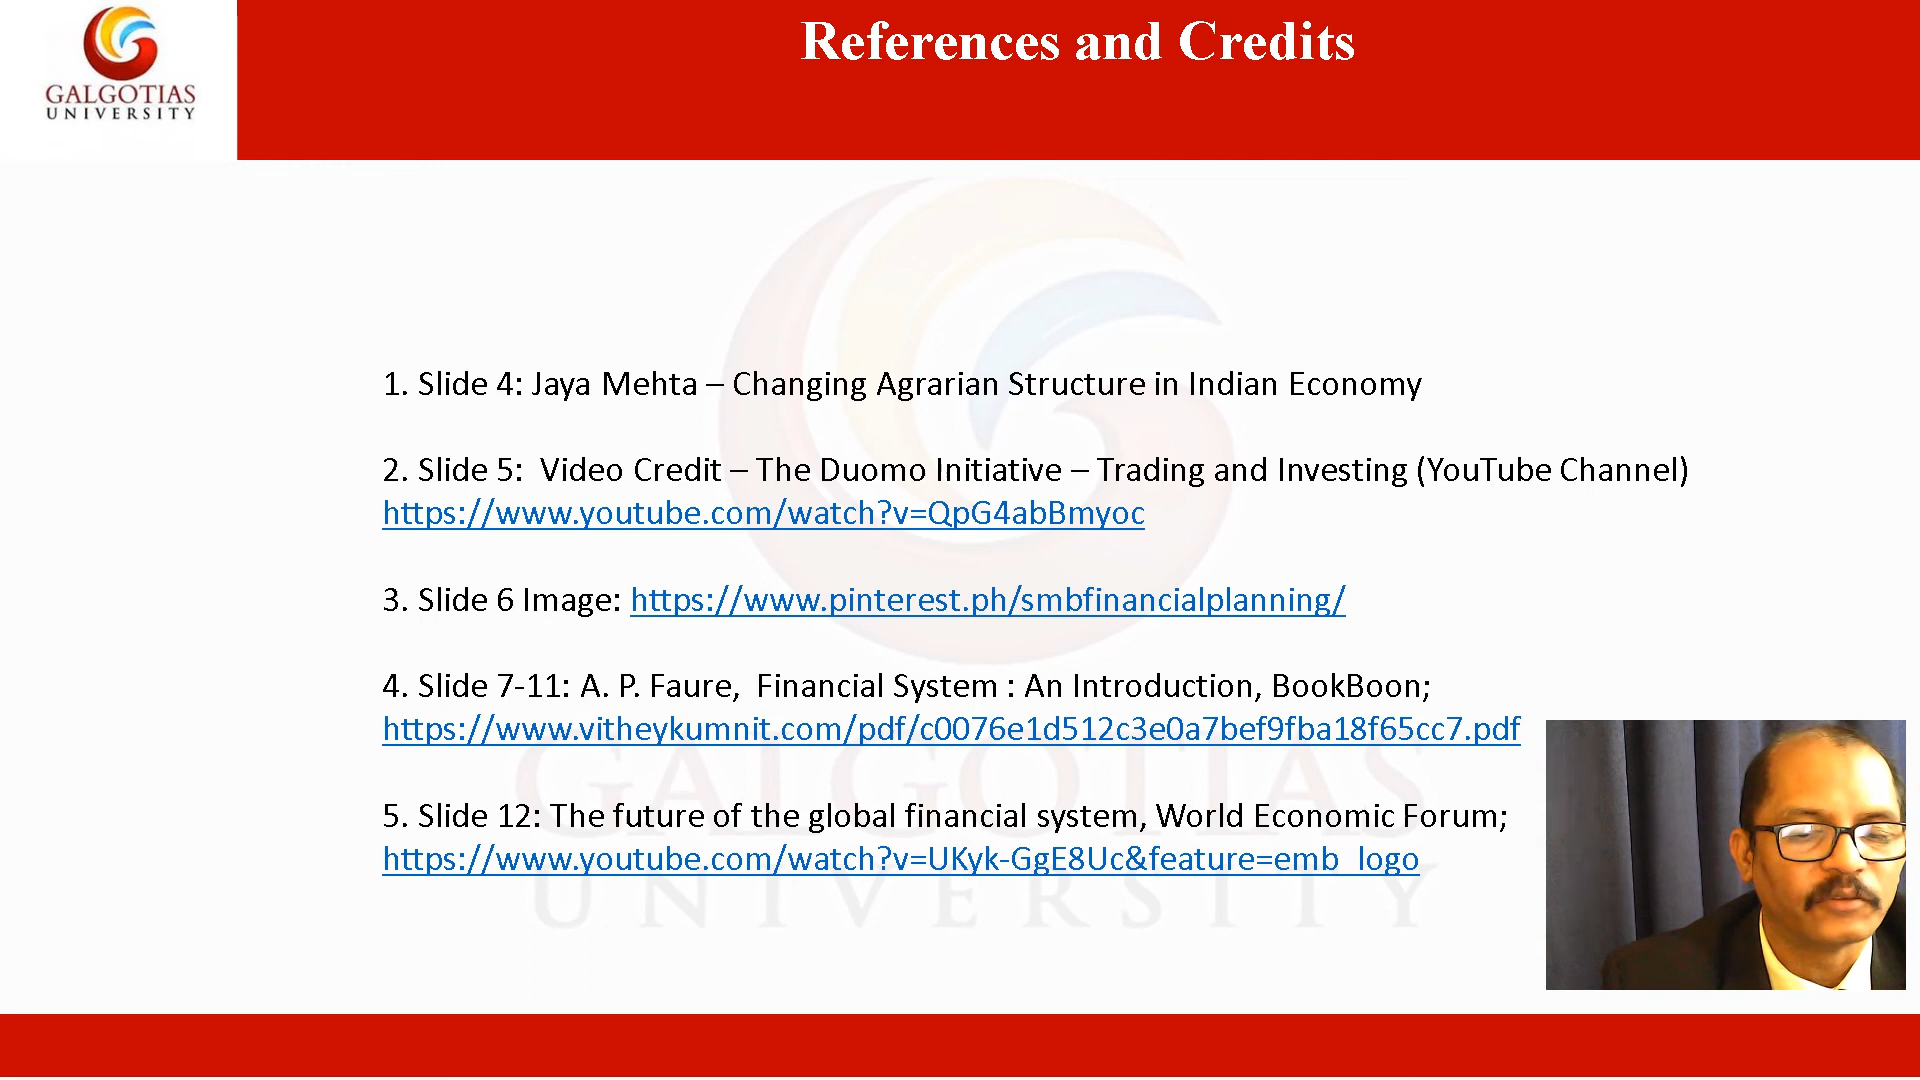 GALGOTIAS
UNIVERSITY
References and Credits
1. Slide 4: Jaya Mehta – Changing Agrarian Structure in Indian Economy
2. Slide 5:  Video Credit – The Duomo Initiative – Trading and Investing (YouTube Channel)
https://www.youtube.com/watch?v=QpG4abBmyoc
3. Slide 6 Image: https://www.pinterest.ph/smbfinancialplanning/
4. Slide 7-11: A. P. Faure,  Financial System : An Introduction, BookBoon;
https://www.vitheykumnit.com/pdf/c0076e1d512c3e0a7bef9fba18f65cc7.pdf
GALGOTIAS
5. Slide 12: The future of the global financial system, World Economic Forum;
https://www.youtube.com/watch?v=UKyk-GgE8Uc&feature=emb_logo
UNIVERSITY